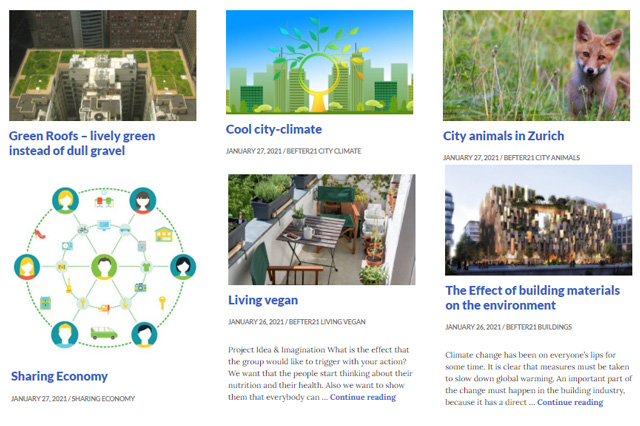 Green Roofs – lively green
instead of dull gravel
Cool city-climate
JANUARY 27, 2021 / BEFTER21 CITY CLIMATE
City animals in Zurich
JANUARY 27, 2021 / BEFTER21 CITY ANIMALS
Sharing Economy
JANUARY 27, 2021 / SHARING ECONOMY
Living vegan
JANUARY 26, 2021 / BEFTER21 LIVING VEGAN
Project Idea & Imagination What is the effect that
the group would like to trigger with your action?
We want that the people start thinking about their
nutrition and their health. Also we want to show
them that everybody can ... Continue reading
The Effect of building materials
on the environment
JANUARY 26, 2021 / BEFTER21 BUILDINGS
Climate change has been on everyone's lips for
some time. It is clear that measures must be taken
to slow down global warming. An important part of
the change must happen in the building industry,
because it has a direct ... Continue reading